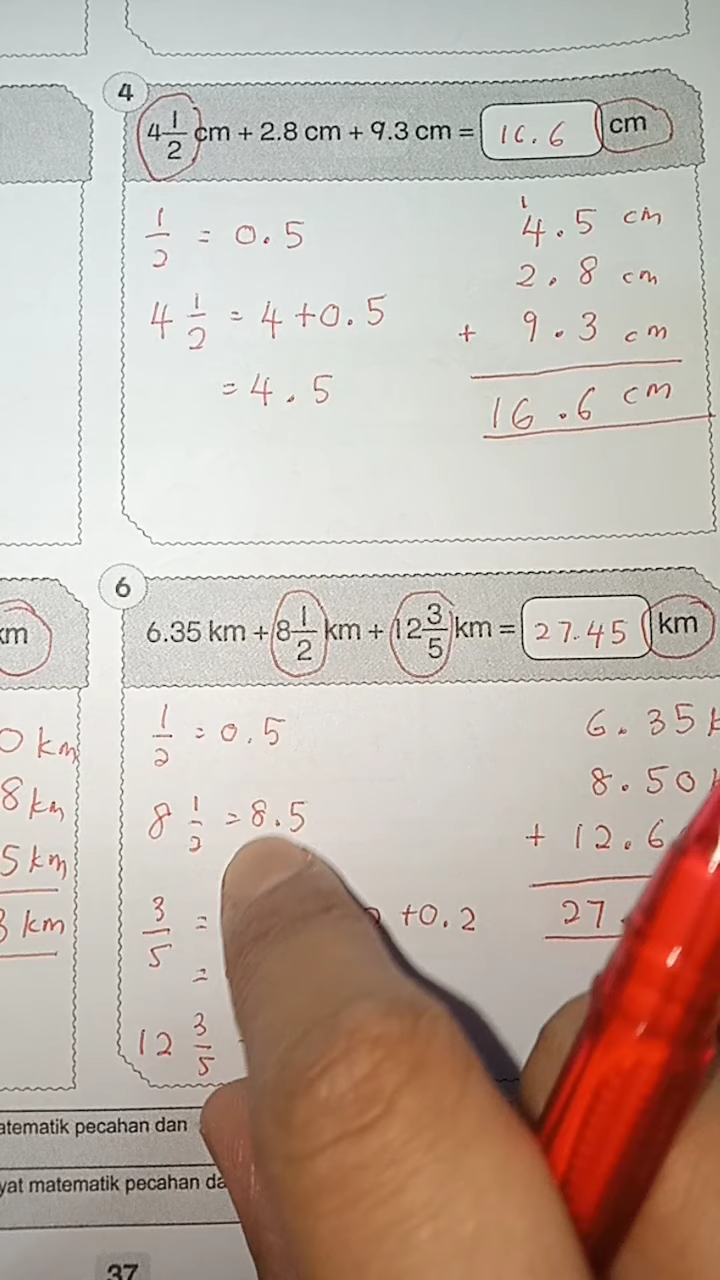 4
4 1/2 cm + 2.8 cm + 9.3 cm = 16.6 cm
1/2 = 0.5
4 1/2 = 4 + 0.5
= 4.5
1
4.5 cm
2.8 cm
+ 9.3 cm
16.6 cm
6
6.35 km + 8 1/2 km + 12 3/5 km = 27.45 km
1/2 = 0.5
8 1/2 = 8.5
3/5 =
+0.2
=
12 3/5
6.35
8.50
+ 12.6
27.
km
0 km
8 km
5 km
3 km
atematik pecahan dan
yat matematik pecahan da
37